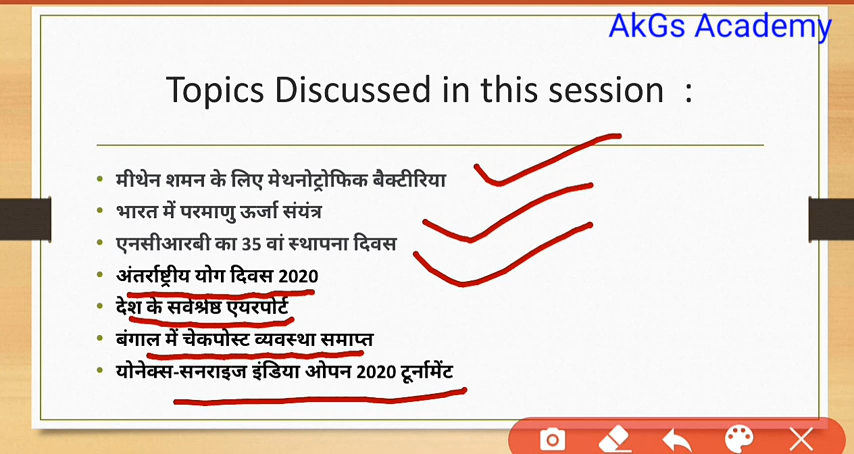 AkGs Academy
Topics Discussed in this session :
मीथेन शमन के लिए मेथनोट्रोफिक बैक्टीरिया
भारत में परमाणु ऊर्जा संयंत्र
एनसीआरबी का 35 वां स्थापना दिवस
अंतर्राष्ट्रीय योग दिवस 2020
देश के सर्वश्रेष्ठ एयरपोर्ट
बंगाल में चेकपोस्ट व्यवस्था समाप्त
योनेक्स-सनराइज इंडिया ओपन 2020 टूर्नामेंट